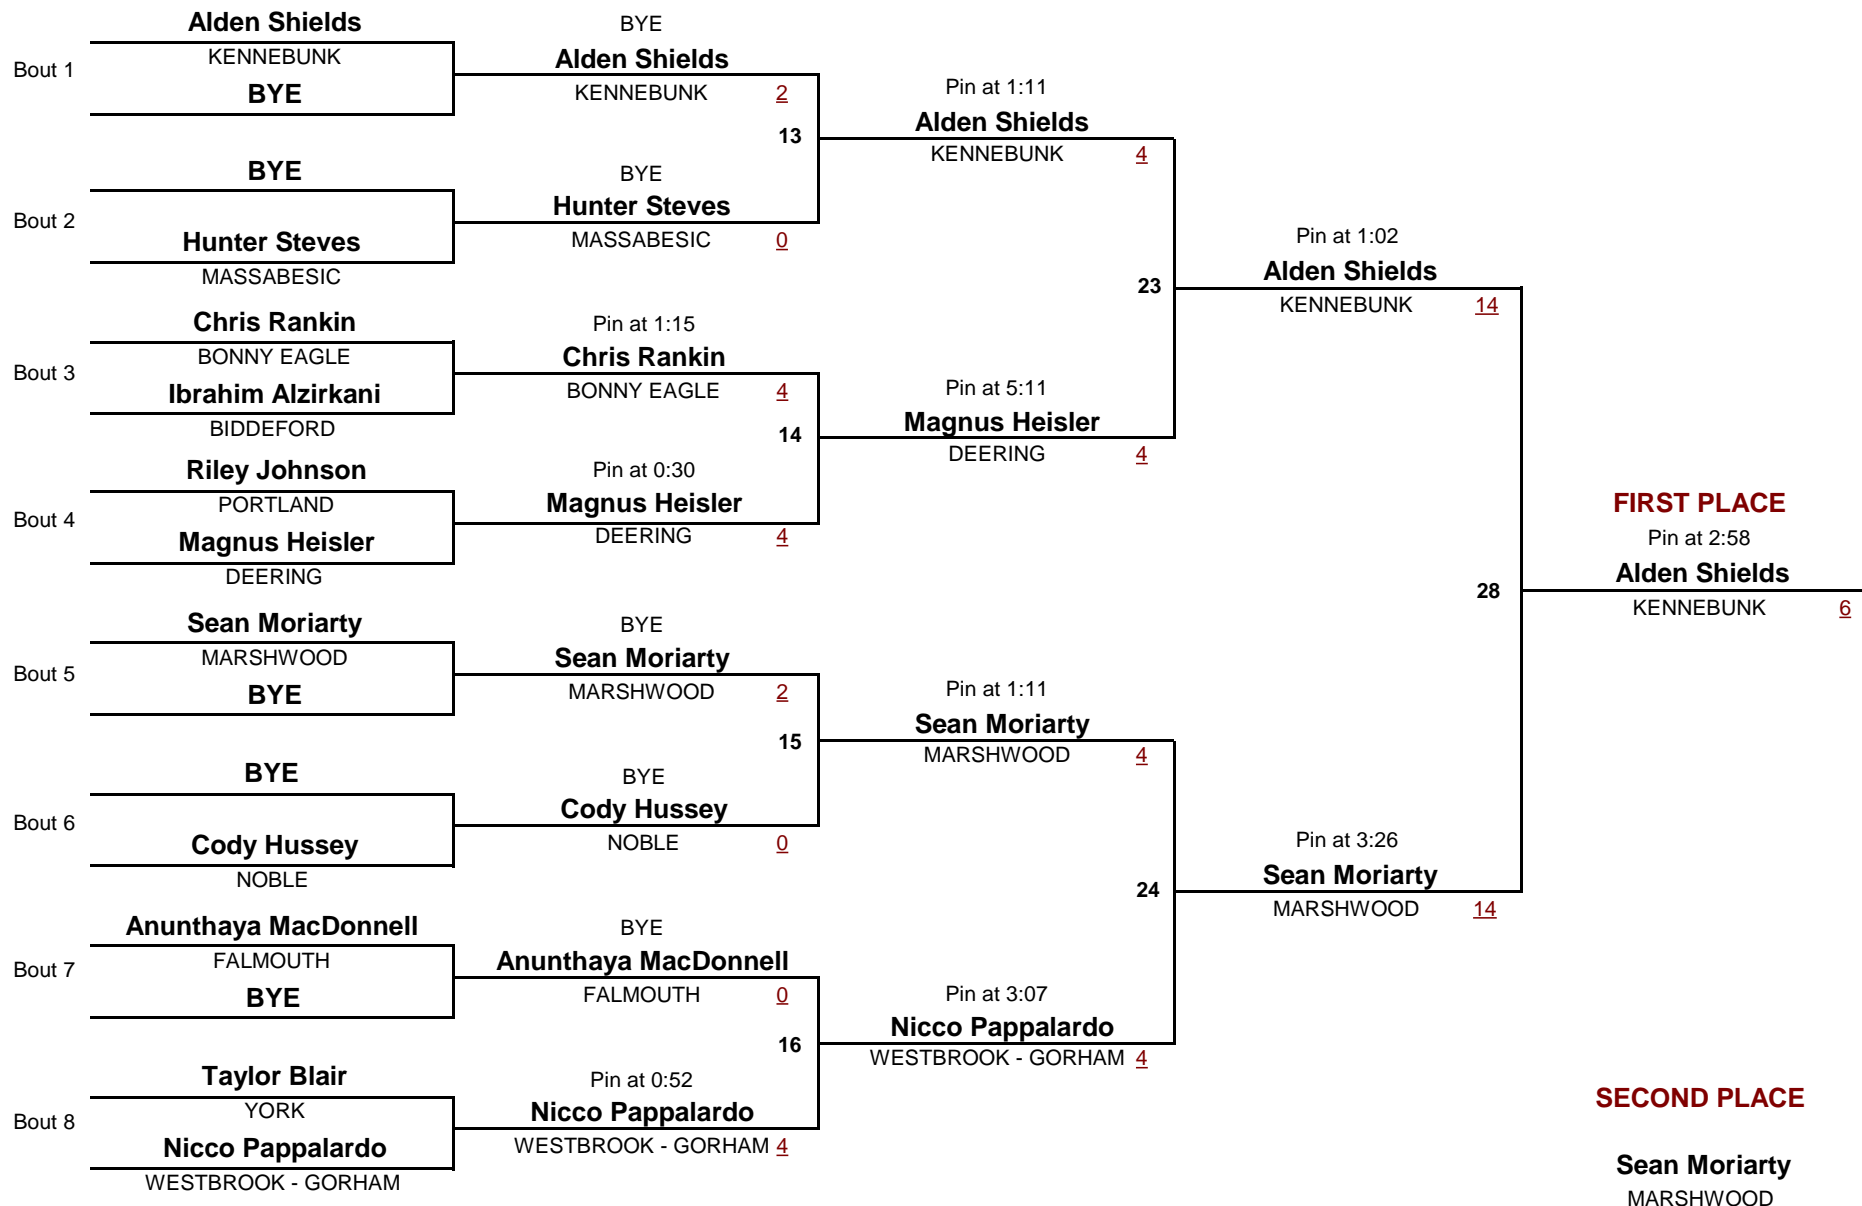 Alden Shields
KENNEBUNK
Bout 1
BYE
BYE
Hunter Steves
Bout 2
MASSABESIC
Chris Rankin
BONNY EAGLE
Bout 3
Ibrahim Alzirkani
BIDDEFORD
Riley Johnson
PORTLAND
Bout 4
Magnus Heisler
DEERING
Sean Moriarty
MARSHWOOD
Bout 5
BYE
BYE
Bout 6
Cody Hussey
NOBLE
Anunthaya MacDonnell
FALMOUTH
Bout 7
BYE
Taylor Blair
YORK
Bout 8
Nicco Pappalardo
WESTBROOK - GORHAM
BYE
Alden Shields
KENNEBUNK 2
13
BYE
Hunter Steves
MASSABESIC 0
Pin at 1:15
Chris Rankin
BONNY EAGLE 4
14
Pin at 0:30
Magnus Heisler
DEERING 4
BYE
Sean Moriarty
MARSHWOOD 2
15
BYE
Cody Hussey
NOBLE 0
BYE
Anunthaya MacDonnell
FALMOUTH 0
16
Pin at 0:52
Nicco Pappalardo
WESTBROOK - GORHAM 4
Pin at 1:11
Alden Shields
KENNEBUNK 4
23
Pin at 5:11
Magnus Heisler
DEERING 4
Pin at 1:11
Sean Moriarty
MARSHWOOD 4
24
Pin at 3:07
Nicco Pappalardo
WESTBROOK - GORHAM 4
Pin at 1:02
Alden Shields
KENNEBUNK 14
28
Pin at 3:26
Sean Moriarty
MARSHWOOD 14
FIRST PLACE
Pin at 2:58
Alden Shields
KENNEBUNK 6
SECOND PLACE
Sean Moriarty
MARSHWOOD